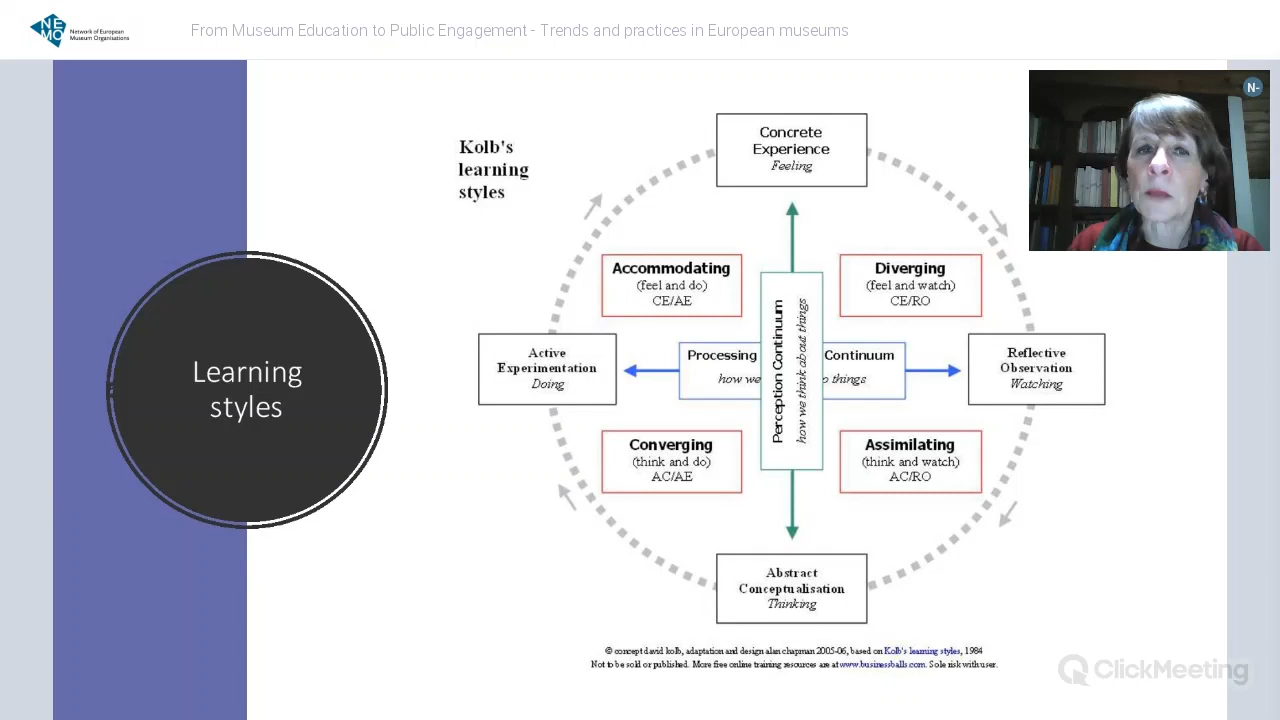 NE
MO
Network of European
Museum Organisations
From Museum Education to Public Engagement - Trends and practices in European museums
N-
Learning
styles
Kolb's
learning
styles
Concrete
Experience
Feeling
Accommodating
(feel and do)
CE/AE
Diverging
(feel and watch)
CE/RO
Active
Experimentation
Doing
Processing
how we
Perception Continuum
how we think about things
Continuum
o things
Reflective
Observation
Watching
Converging
(think and do)
AC/AE
Assimilating
(think and watch)
AC/RO
Abstract
Conceptualisation
Thinking
© concept david kolb, adaptation and design alan chapman 2005-06, based on Kolb's learning styles, 1984
Not to be sold or published. More free online training resources are at www.businessballs.com. Sole risk with user.
ClickMeeting